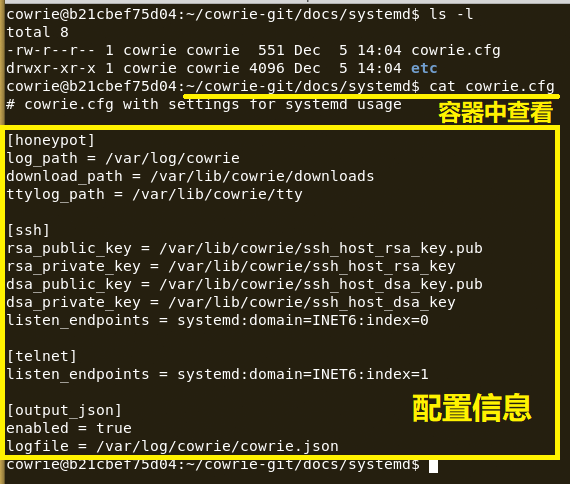 cowrie@b21cbef75d04:~/cowrie-git/docs/systemd$ ls -l
total 8
-rw-r--r-- 1 cowrie cowrie  551 Dec  5 14:04 cowrie.cfg
drwxr-xr-x 1 cowrie cowrie 4096 Dec  5 14:04 etc
cowrie@b21cbef75d04:~/cowrie-git/docs/systemd$ cat cowrie.cfg
# cowrie.cfg with settings for systemd usage
容器中查看
[honeypot]
log_path = /var/log/cowrie
download_path = /var/lib/cowrie/downloads
ttylog_path = /var/lib/cowrie/tty
[ssh]
rsa_public_key = /var/lib/cowrie/ssh_host_rsa_key.pub
rsa_private_key = /var/lib/cowrie/ssh_host_rsa_key
dsa_public_key = /var/lib/cowrie/ssh_host_dsa_key.pub
dsa_private_key = /var/lib/cowrie/ssh_host_dsa_key
listen_endpoints = systemd:domain=INET6:index=0
[telnet]
listen_endpoints = systemd:domain=INET6:index=1
[output_json]
配置信息
enabled = true
logfile = /var/log/cowrie/cowrie.json
cowrie@b21cbef75d04:~/cowrie-git/docs/systemd$